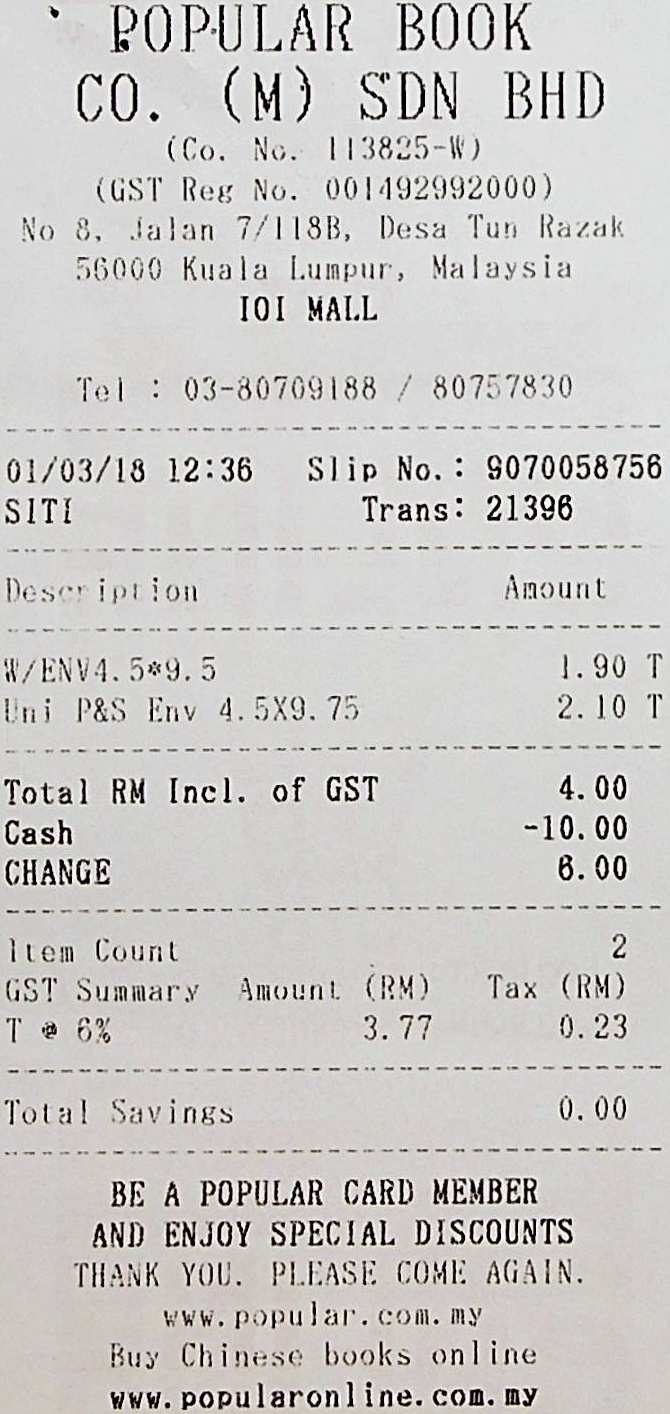 POPULAR BOOK
CO. (M) SDN BHD
(Co. No. 113825-W)
(GST Reg No. 001492992000)
No 8, Jalan 7/118B, Desa Tun Razak
56000 Kuala Lumpur, Malaysia
IOI MALL
Tel : 03-80709188 / 80757830
01/03/18 12:36 Slip No.: 9070058756
SITI Trans: 21396
Description Amount
W/ENV4.5*9.5 1.90 T
Uni P&S Env 4.5X9.75 2.10 T
Total RM Incl. of GST 4.00
Cash -10.00
CHANGE 6.00
Item Count 2
GST Summary Amount (RM) Tax (RM)
T @ 6% 3.77 0.23
Total Savings 0.00
BE A POPULAR CARD MEMBER
AND ENJOY SPECIAL DISCOUNTS
THANK YOU. PLEASE COME AGAIN.
www.popular.com.my
Buy Chinese books online
www.popularonline.com.my